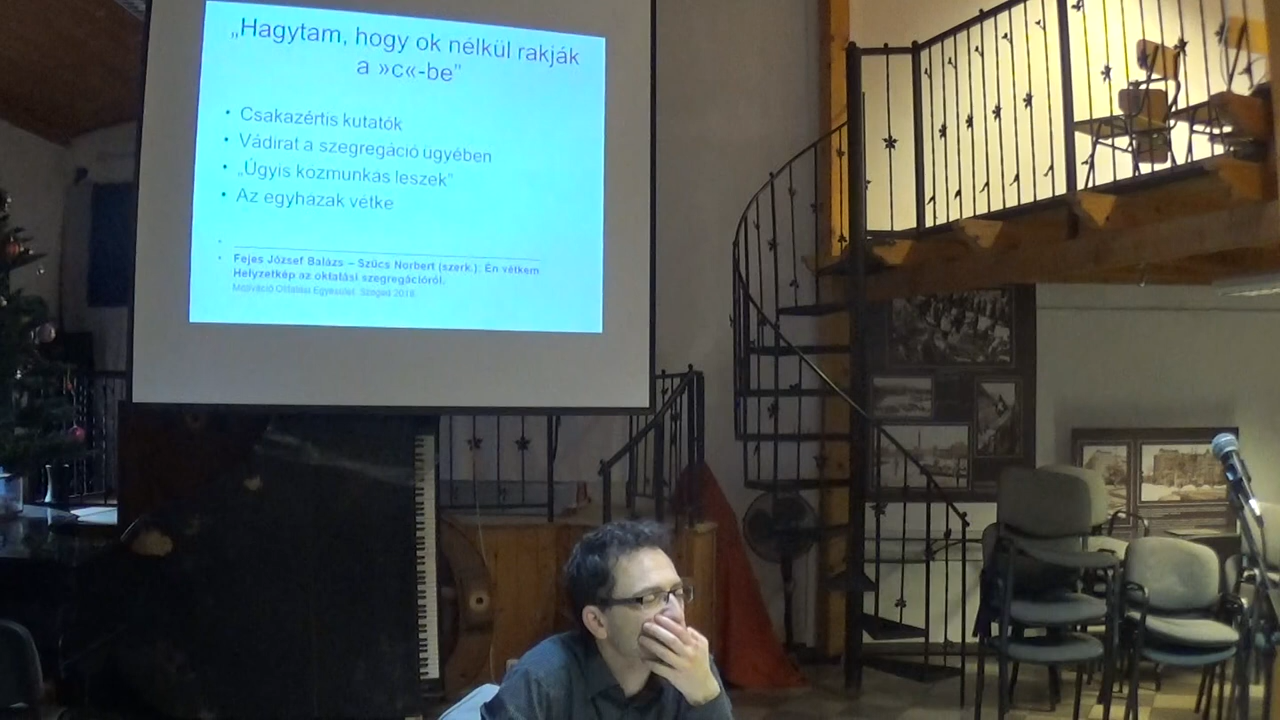 „Hagytam, hogy ok nélkül rakják
a »c«-be”
• Csakazértis kutatók
• Vádirat a szegregáció ügyében
• „Úgyis közmunkás leszek”
• Az egyházak vétke
Fejes József Balázs – Szűcs Norbert (szerk.): Én vétkem
Helyzetkép az oktatási szegregációról.
Motiváció Oktatási Egyesület, Szeged 2018.